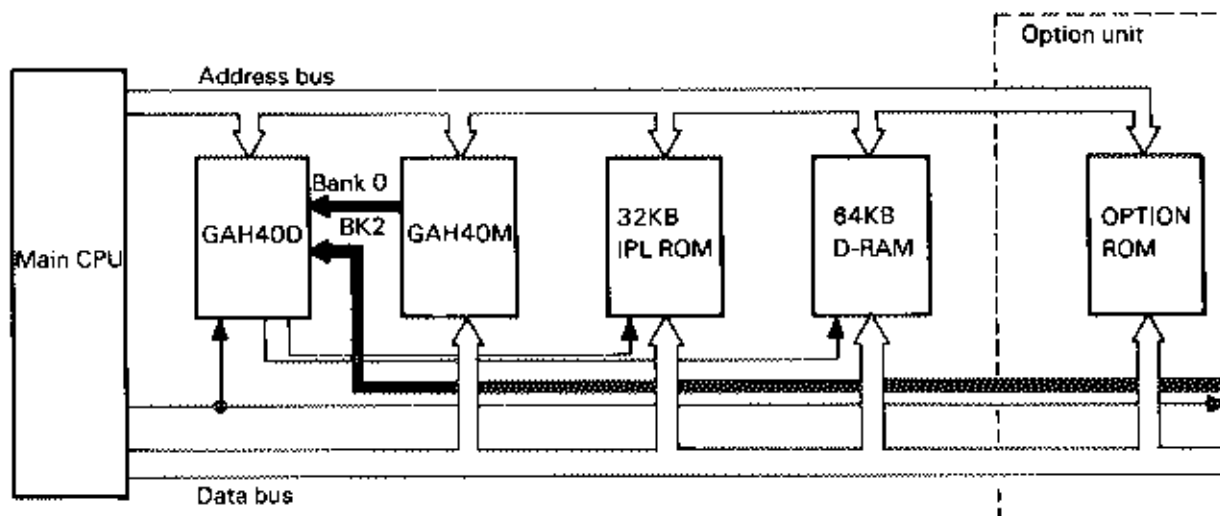 Option unit
Address bus
Bank 0
BK2
GAH40D
GAH40M
32KB
IPL ROM
64KB
D-RAM
OPTION
ROM
Main CPU
Data bus